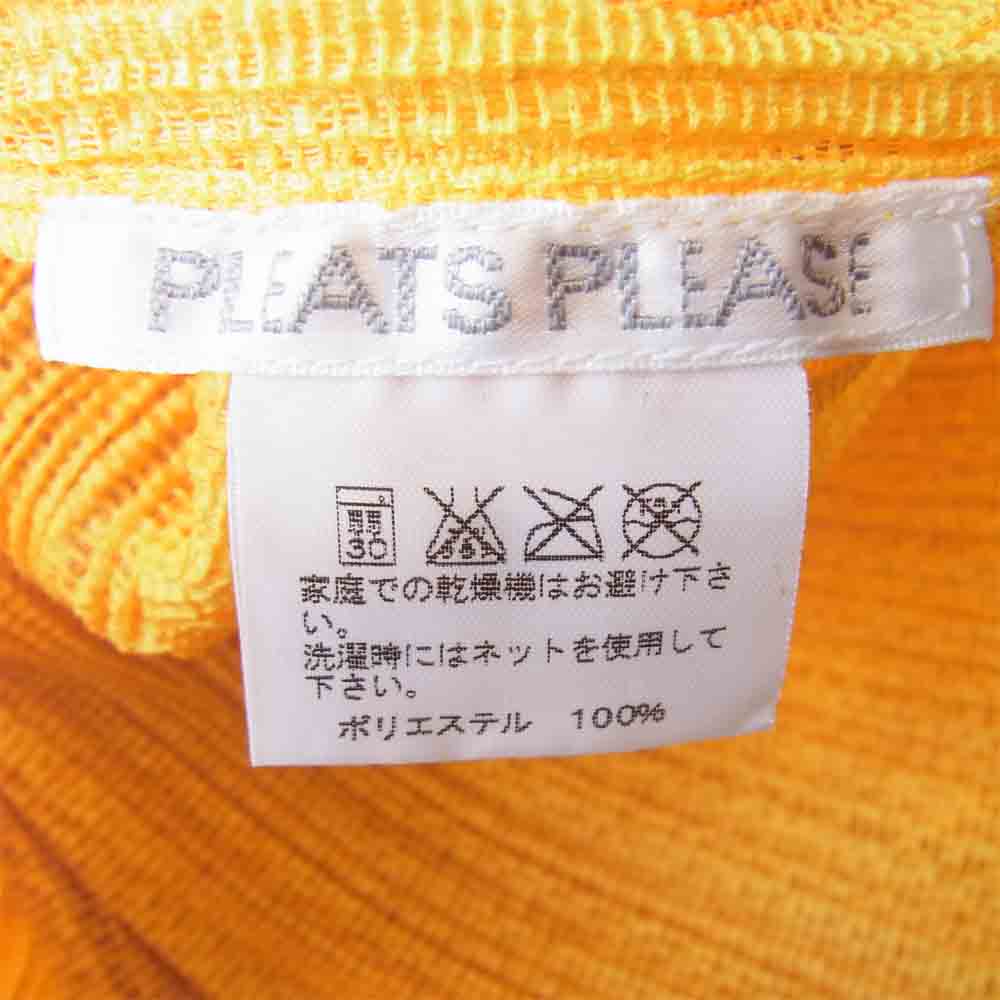 PLEATS PLEASE
弱
30
家庭での乾燥機はお避け下さ
い。
洗濯時にはネットを使用して
下さい。
ポリエステル 100%